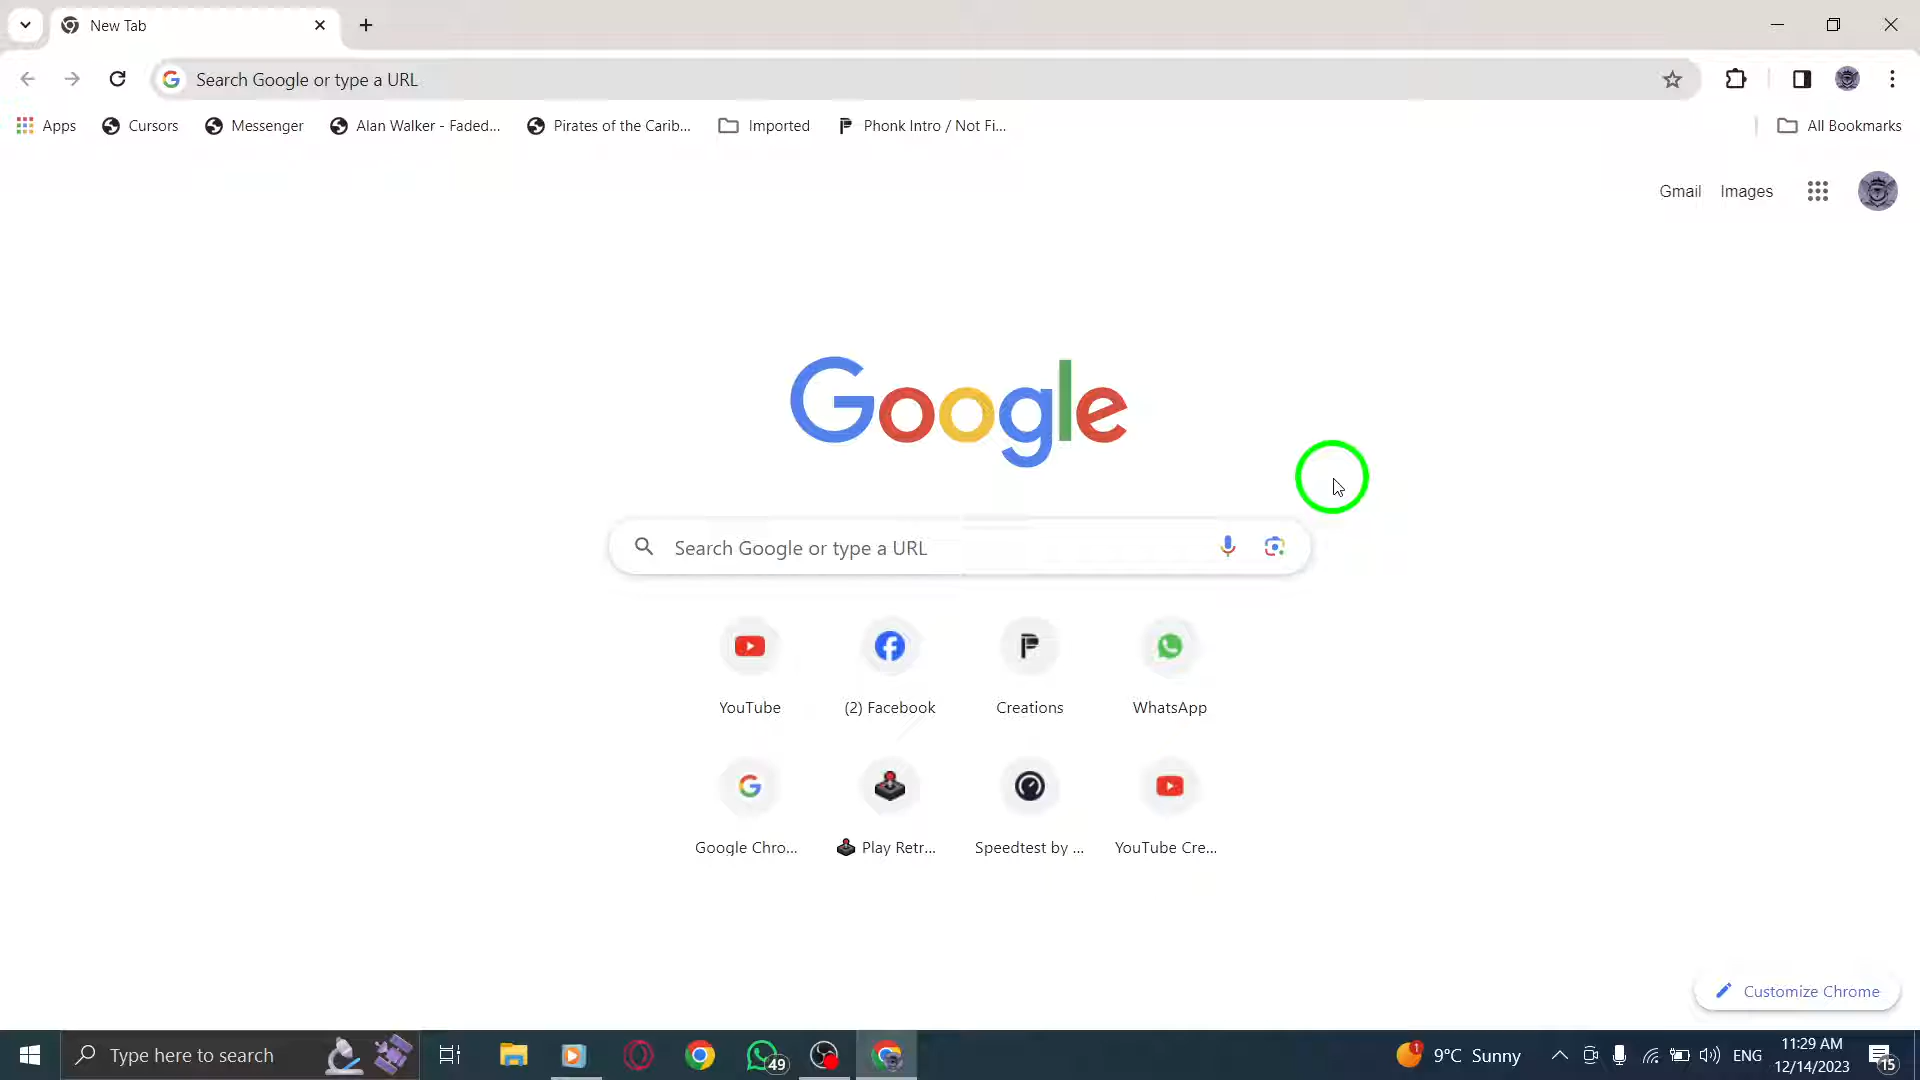 New Tab
Search Google or type a URL
Apps Cursors Messenger Alan Walker - Faded... Pirates of the Carib... Imported Phonk Intro / Not Fi... All Bookmarks
Gmail Images
Google
Search Google or type a URL
YouTube (2) Facebook Creations WhatsApp
Google Chro... Play Retr... Speedtest by ... YouTube Cre...
Customize Chrome
Type here to search 49 1 9°C Sunny ENG 11:29 AM 15
12/14/2023